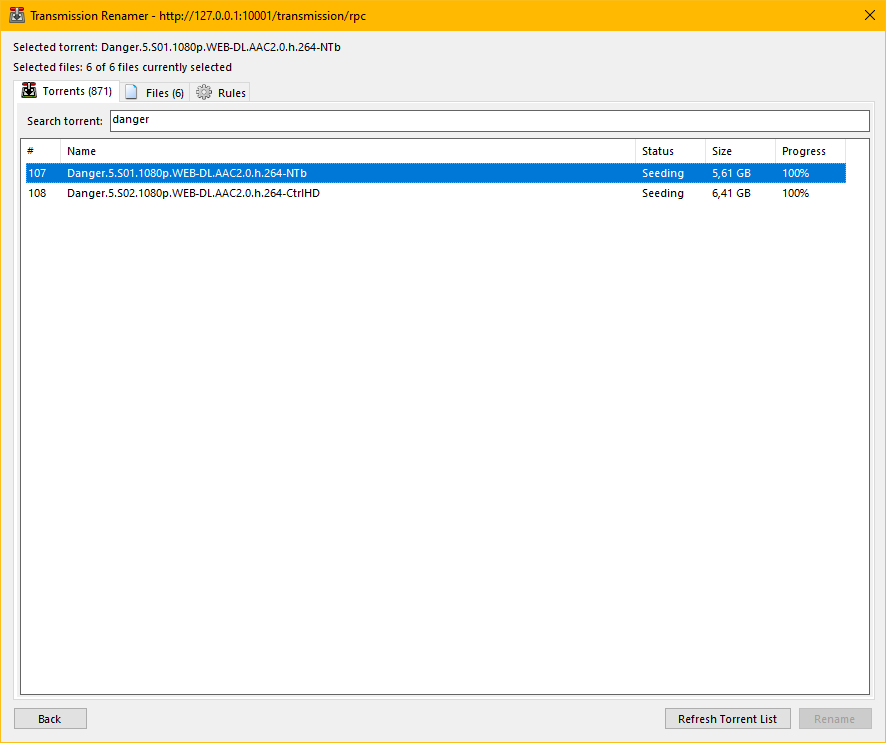 Transmission Renamer - http://127.0.0.1:10001/transmission/rpc
Selected torrent: Danger.5.S01.1080p.WEB-DL.AAC2.0.h.264-NTb
Selected files: 6 of 6 files currently selected
Torrents (871) Files (6) Rules
Search torrent: danger
# Name Status Size Progress
107 Danger.5.S01.1080p.WEB-DL.AAC2.0.h.264-NTb Seeding 5,61 GB 100%
108 Danger.5.S02.1080p.WEB-DL.AAC2.0.h.264-CtrlHD Seeding 6,41 GB 100%
Back Refresh Torrent List Rename